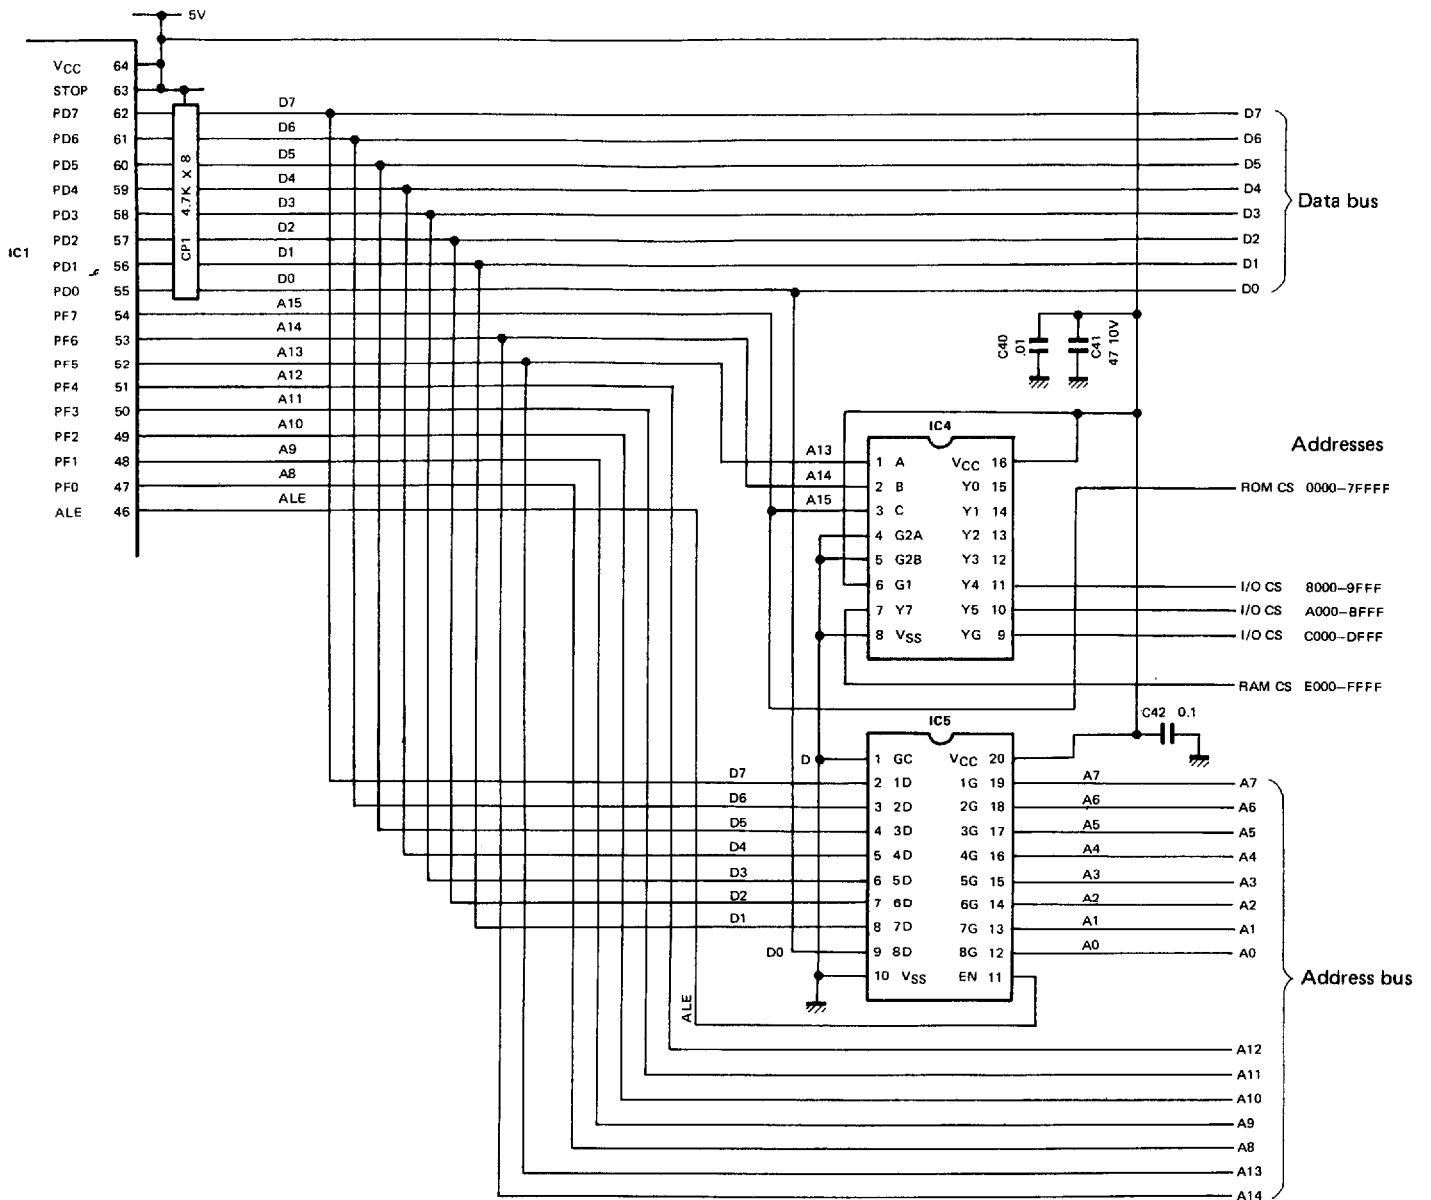 5V
VCC 64
STOP 63
PD7 62 D7 D7
PD6 61 D6 D6
PD5 60 D5 D5
PD4 59 D4 D4
PD3 58 D3 D3
PD2 57 D2 D2
PD1 56 D1 D1
PD0 55 D0 D0
IC1
CP1 4.7K X 8
Data bus
PF7 54 A15
PF6 53 A14
PF5 52 A13
PF4 51 A12
PF3 50 A11
PF2 49 A10
PF1 48 A9
PF0 47 A8
ALE 46 ALE
C40 .01
C41 47 10V
IC4
Addresses
A13 1 A VCC 16
A14 2 B Y0 15 ROM CS 0000-7FFFF
A15 3 C Y1 14
4 G2A Y2 13
5 G2B Y3 12
6 G1 Y4 11 I/O CS 8000-9FFF
7 Y7 Y5 10 I/O CS A000-BFFF
8 VSS YG 9 I/O CS C000-DFFF
RAM CS E000-FFFF
C42 0.1
IC5
D 1 GC VCC 20
D7 2 1D 1G 19 A7 A7
D6 3 2D 2G 18 A6 A6
D5 4 3D 3G 17 A5 A5
D4 5 4D 4G 16 A4 A4
D3 6 5D 5G 15 A3 A3
D2 7 6D 6G 14 A2 A2
D1 8 7D 7G 13 A1 A1
D0 9 8D 8G 12 A0 A0
10 VSS EN 11
ALE
Address bus
A12
A11
A10
A9
A8
A13
A14